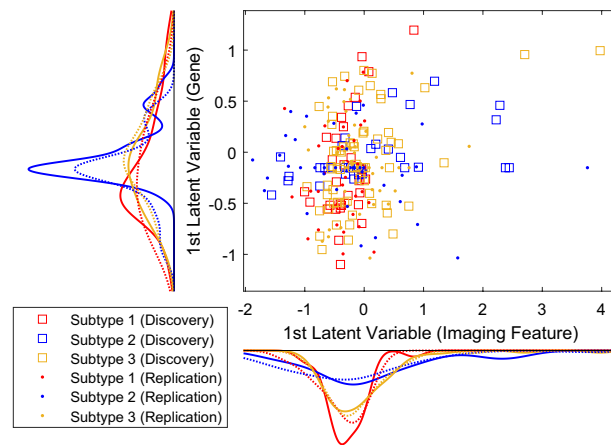 1st Latent Variable (Gene)
1
0.5
0
-0.5
-1
-2
-1
0
1
2
3
4
1st Latent Variable (Imaging Feature)
Subtype 1 (Discovery)
Subtype 2 (Discovery)
Subtype 3 (Discovery)
Subtype 1 (Replication)
Subtype 2 (Replication)
Subtype 3 (Replication)